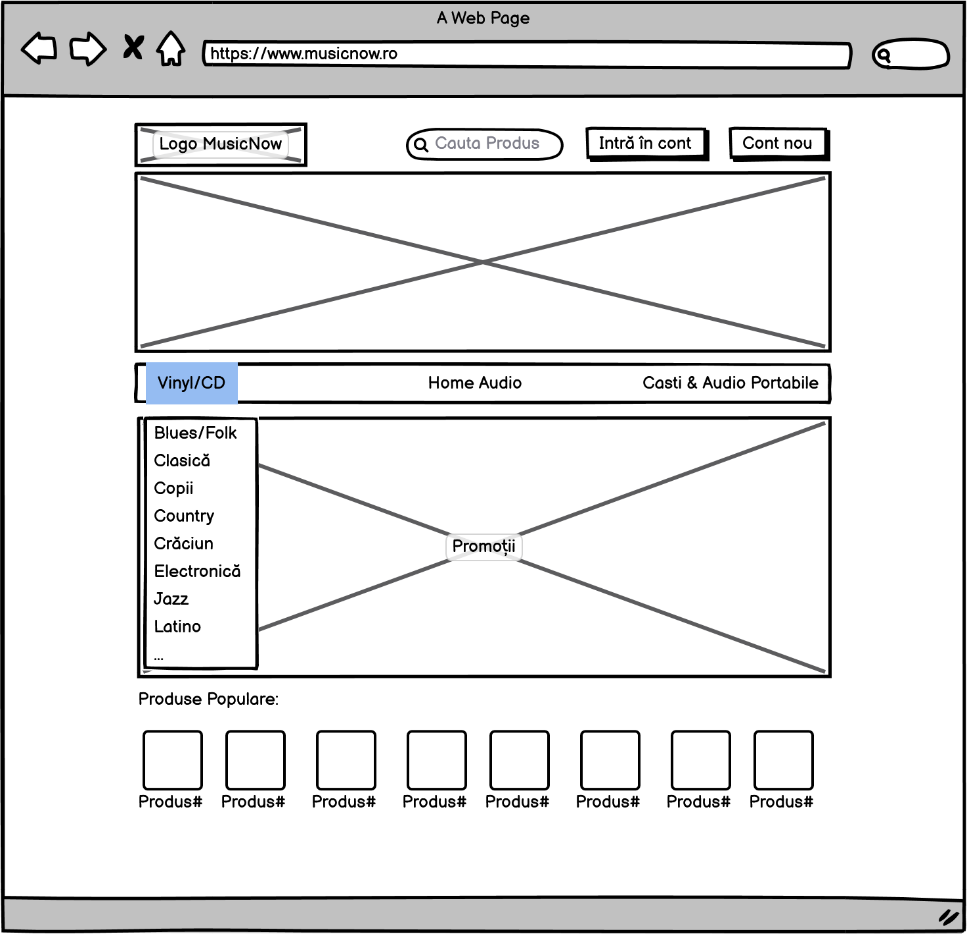 A Web Page
https://www.musicnow.ro
Logo MusicNow
Cauta Produs
Intră în cont
Cont nou
Vinyl/CD
Home Audio
Casti & Audio Portabile
Blues/Folk
Clasică
Copii
Country
Crăciun
Electronică
Jazz
Latino
...
Promoții
Produse Populare:
Produs# Produs# Produs# Produs# Produs# Produs# Produs# Produs#